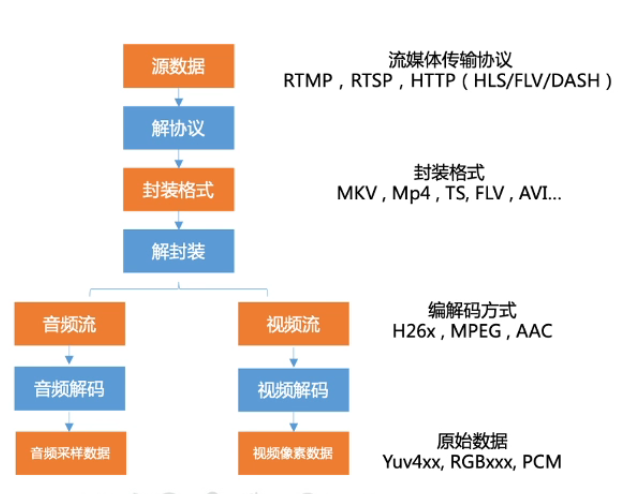 源数据
流媒体传输协议
RTMP , RTSP , HTTP ( HLS/FLV/DASH )
解协议
封装格式
封装格式
MKV , Mp4 , TS, FLV , AVI...
解封装
音频流
视频流
编解码方式
H26x , MPEG , AAC
音频解码
视频解码
音频采样数据
视频像素数据
原始数据
Yuv4xx, RGBxxx, PCM